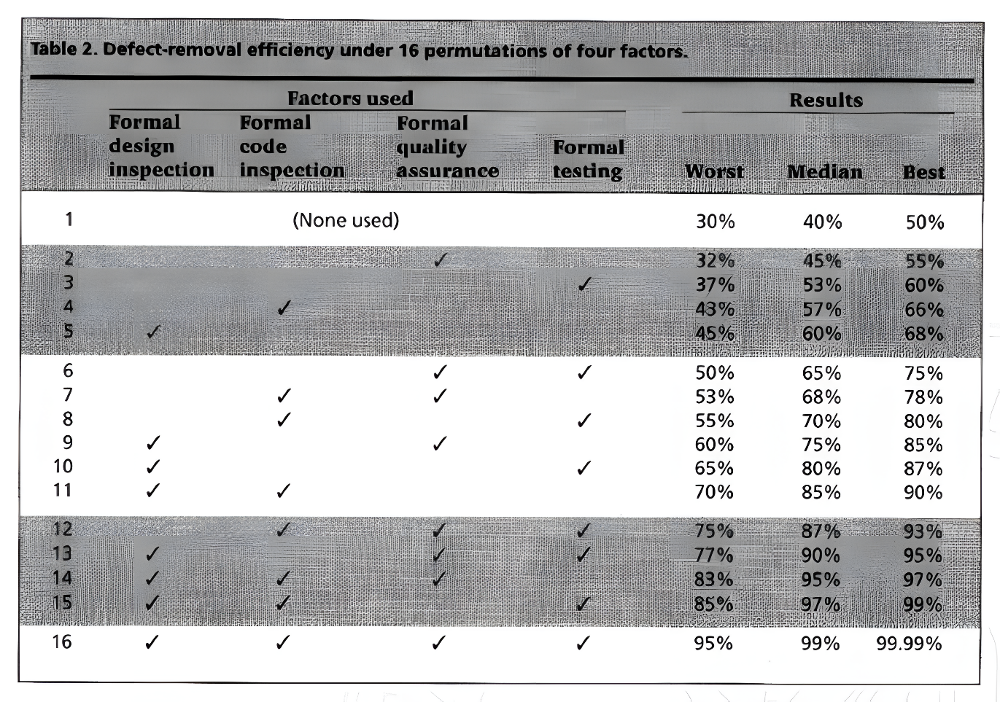 Table 2. Defect-removal efficiency under 16 permutations of four factors.
Factors used Results
Formal Formal Formal
design code quality Formal
inspection inspection assurance testing Worst Median Best
1 (None used) 30% 40% 50%
2 ✓ 32% 45% 55%
3 ✓ 37% 53% 60%
4 ✓ 43% 57% 66%
5 ✓ 45% 60% 68%
6 ✓ ✓ 50% 65% 75%
7 ✓ ✓ 53% 68% 78%
8 ✓ ✓ 55% 70% 80%
9 ✓ ✓ 60% 75% 85%
10 ✓ ✓ 65% 80% 87%
11 ✓ ✓ 70% 85% 90%
12 ✓ ✓ ✓ 75% 87% 93%
13 ✓ ✓ ✓ 77% 90% 95%
14 ✓ ✓ ✓ 83% 95% 97%
15 ✓ ✓ ✓ 85% 97% 99%
16 ✓ ✓ ✓ ✓ 95% 99% 99.99%